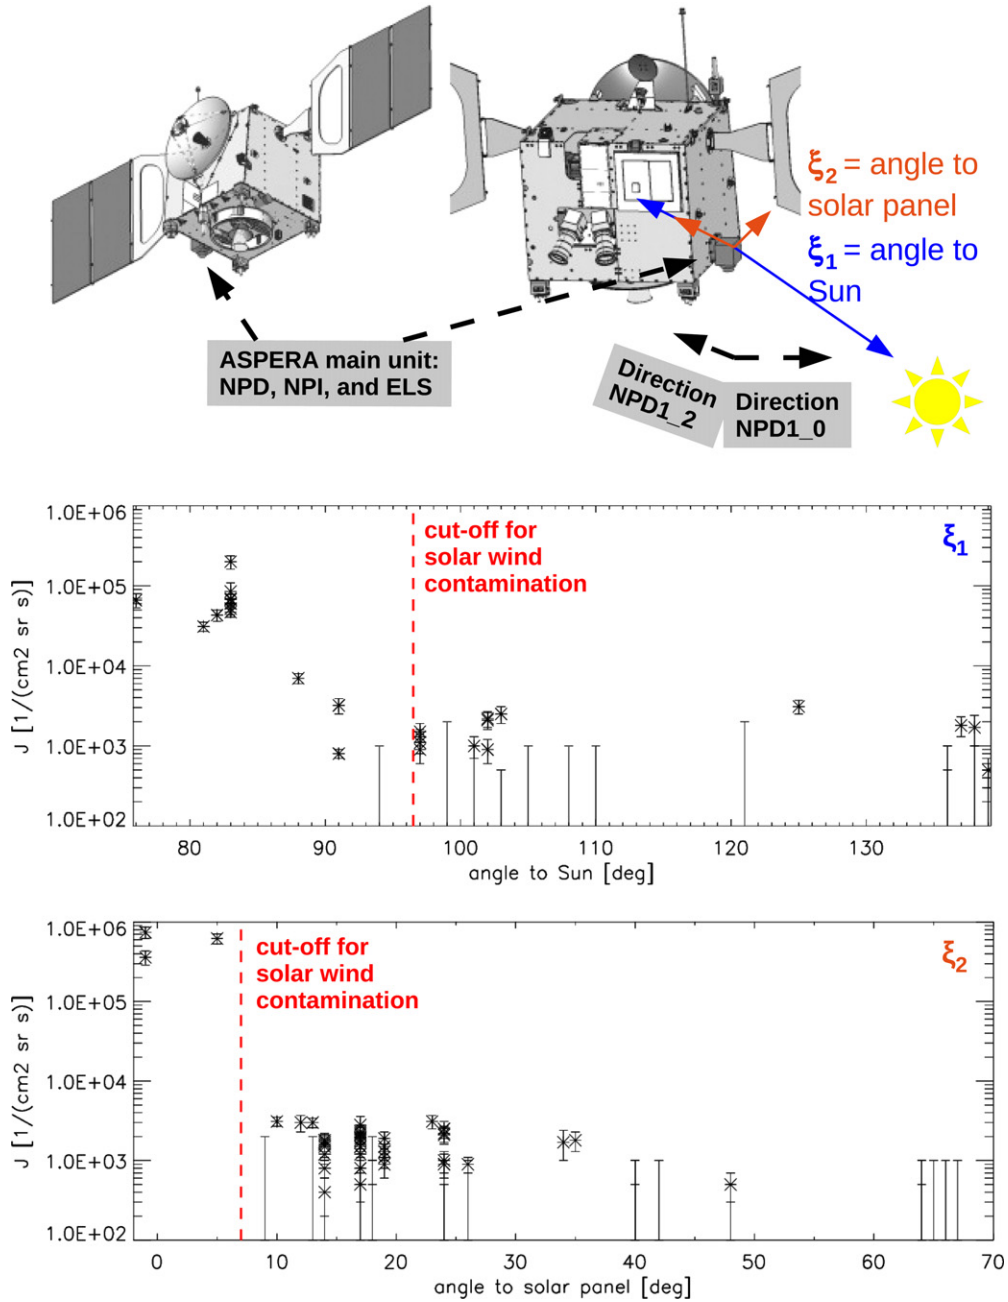 ξ2 = angle to
solar panel
ξ1 = angle to
Sun
ASPERA main unit:
NPD, NPI, and ELS
Direction
NPD1_2
Direction
NPD1_0
1.0E+06
1.0E+05
1.0E+04
1.0E+03
1.0E+02
J [1/(cm2 sr s)]
cut-off for
solar wind
contamination
ξ1
80 90 100 110 120 130
angle to Sun [deg]
1.0E+06
1.0E+05
1.0E+04
1.0E+03
1.0E+02
J [1/(cm2 sr s)]
cut-off for
solar wind
contamination
ξ2
0 10 20 30 40 50 60 70
angle to solar panel [deg]